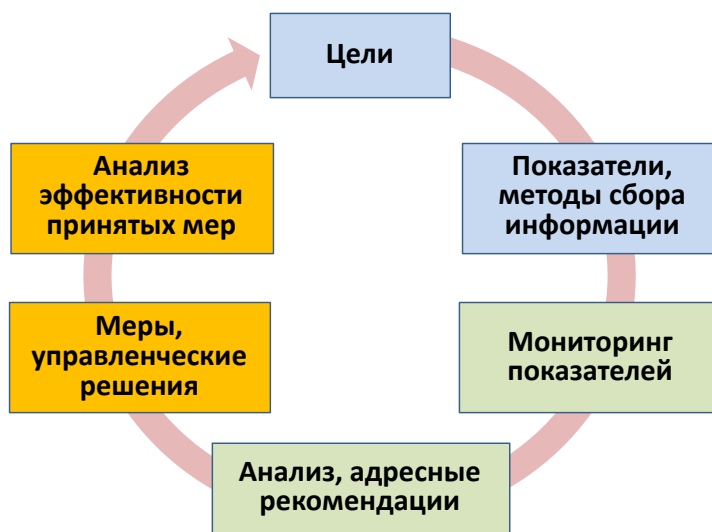 Цели
Показатели,
методы сбора
информации
Мониторинг
показателей
Анализ, адресные
рекомендации
Меры,
управленческие
решения
Анализ
эффективности
принятых мер